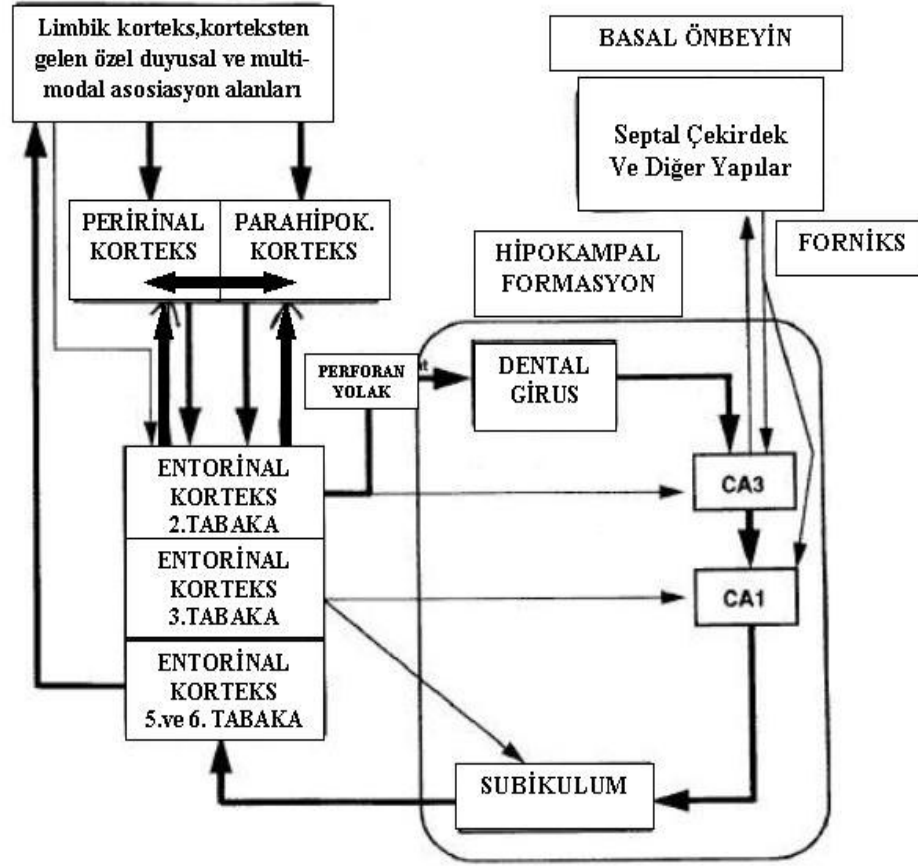 Limbik korteks,korteksten
gelen özel duyusal ve multi-
modal asosiasyon alanları
BASAL ÖNBEYİN
Septal Çekirdek
Ve Diğer Yapılar
PERİRİNAL
KORTEKS
PARAHİPOK.
KORTEKS
HİPOKAMPAL
FORMASYON
FORNİKS
PERFORAN
YOLAK
DENTAL
GİRUS
ENTORİNAL
KORTEKS
2.TABAKA
CA3
ENTORİNAL
KORTEKS
3.TABAKA
CA1
ENTORİNAL
KORTEKS
5.ve 6. TABAKA
SUBİKULUM